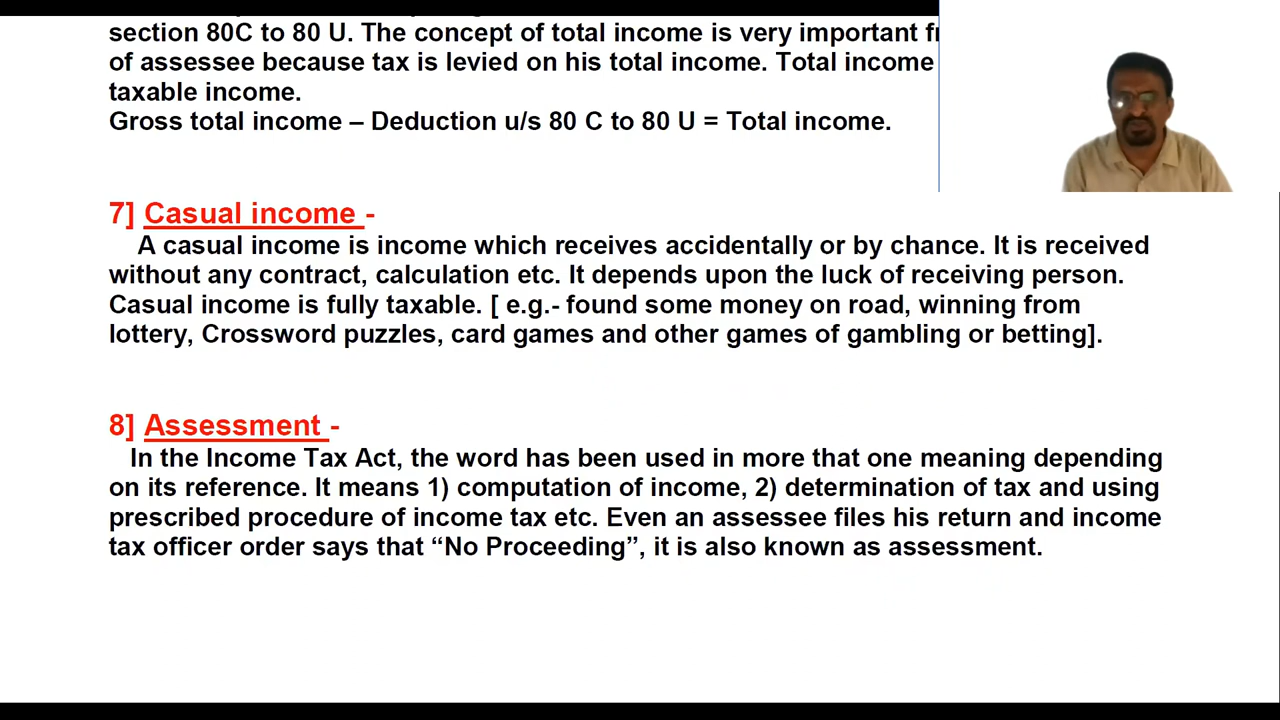 section 80C to 80 U. The concept of total income is very important
of assessee because tax is levied on his total income. Total income
taxable income.
Gross total income – Deduction u/s 80 C to 80 U = Total income.
7] Casual income -
A casual income is income which receives accidentally or by chance. It is received
without any contract, calculation etc. It depends upon the luck of receiving person.
Casual income is fully taxable. [ e.g.- found some money on road, winning from
lottery, Crossword puzzles, card games and other games of gambling or betting].
8] Assessment -
In the Income Tax Act, the word has been used in more that one meaning depending
on its reference. It means 1) computation of income, 2) determination of tax and using
prescribed procedure of income tax etc. Even an assessee files his return and income
tax officer order says that “No Proceeding”, it is also known as assessment.